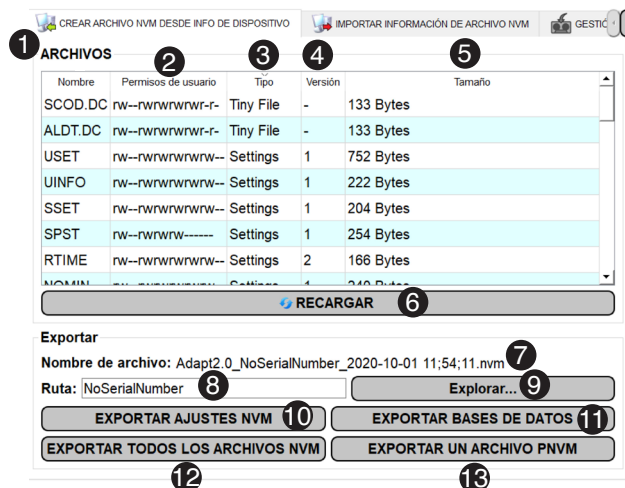 CREAR ARCHIVO NVM DESDE INFO DE DISPOSITIVO IMPORTAR INFORMACIÓN DE ARCHIVO NVM GESTIÓ
1 ARCHIVOS 2 3 4 5
Nombre Permisos de usuario Tipo Versión Tamaño
SCOD.DC rw--rwrwrwrwr-r- Tiny File - 133 Bytes
ALDT.DC rw--rwrwrwrwr-r- Tiny File - 133 Bytes
USET rw--rwrwrwrwrw-- Settings 1 752 Bytes
UINFO rw--rwrwrwrwrw-- Settings 1 222 Bytes
SSET rw--rwrwrwrwrw-- Settings 1 204 Bytes
SPST rw--rwrwrw------ Settings 1 254 Bytes
RTIME rw--rwrwrwrwrw-- Settings 2 166 Bytes
RECARGAR 6
Exportar
Nombre de archivo: Adapt2.0_NoSerialNumber_2020-10-01 11;54;11.nvm 7
Ruta: NoSerialNumber 8 Explorar... 9
EXPORTAR AJUSTES NVM 10 EXPORTAR BASES DE DATOS 11
EXPORTAR TODOS LOS ARCHIVOS NVM EXPORTAR UN ARCHIVO PNVM
12 13